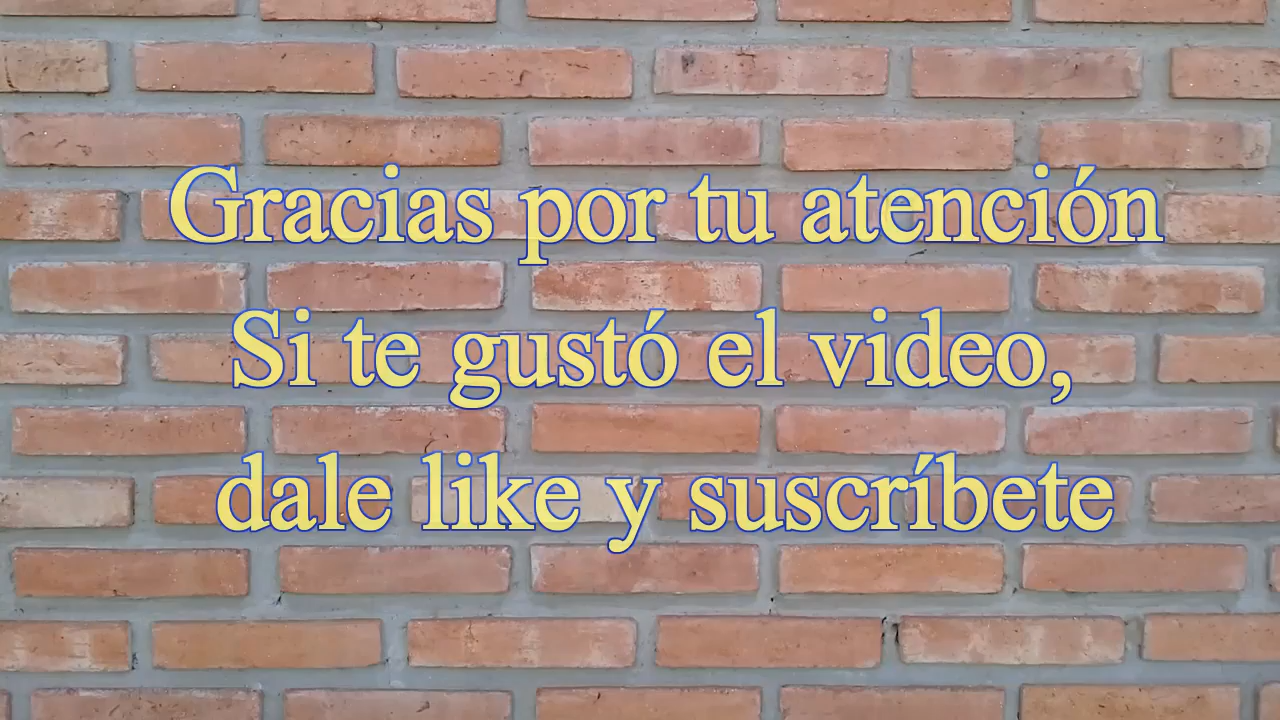 Gracias por tu atención
Si te gustó el video,
dale like y suscríbete